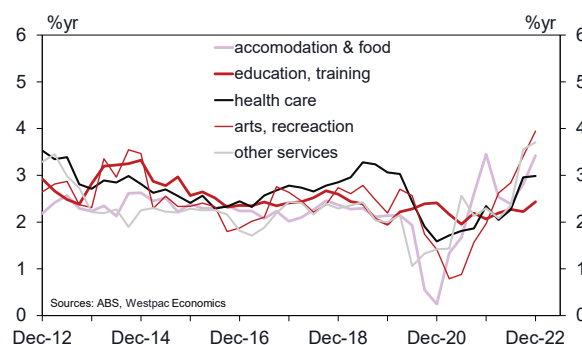 %yr %yr
6 6
accomodation & food
education, training
5 5
health care
4 arts, recreaction 4
other services
3 3
2 2
1 1
Sources: ABS, Westpac Economics
0 0
Dec-12 Dec-14 Dec-16 Dec-18 Dec-20 Dec-22